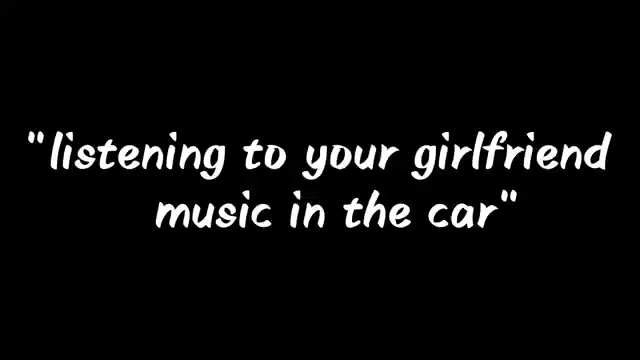 "listening to your girlfriend
music in the car"